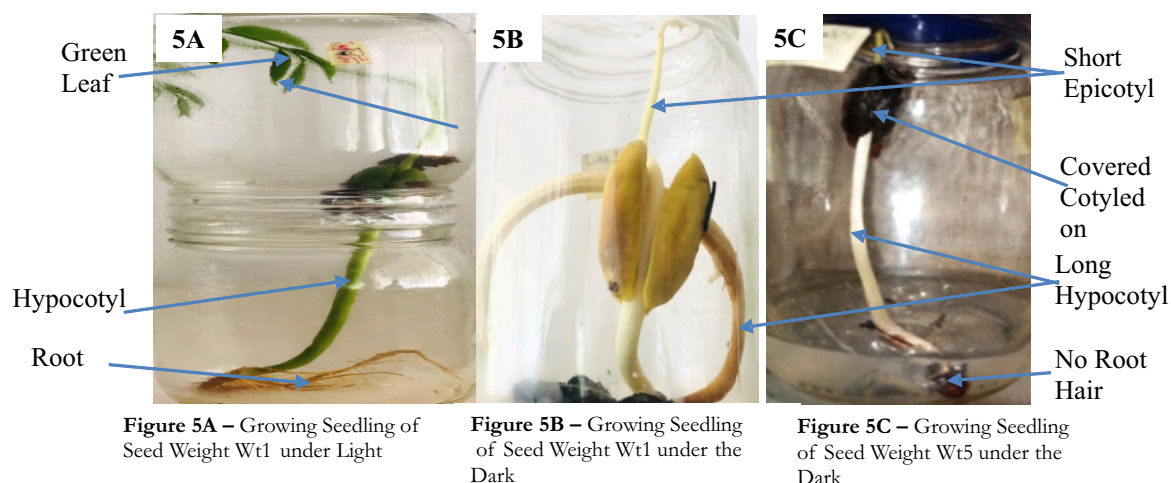 5A
5B
5C
Green
Leaf
Hypocotyl
Root
Short
Epicotyl
Covered
Cotyled
on
Long
Hypocotyl
No Root
Hair
Figure 5A – Growing Seedling of
Seed Weight Wt1 under Light
Figure 5B – Growing Seedling
of Seed Weight Wt1 under the
Dark
Figure 5C – Growing Seedling
of Seed Weight Wt5 under the
Dark